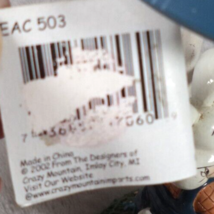 EAC 503
Made in China
© 2002 From The Designers of
Crazy Mountain, Imlay City, MI
Visit Our Website
@www.crazymountainimports.com